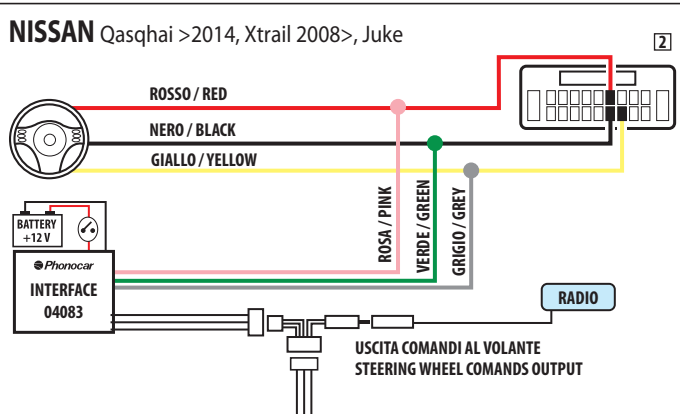 NISSAN Qasqhai >2014, Xtrail 2008>, Juke
2
ROSSO / RED
NERO / BLACK
GIALLO / YELLOW
ROSA / PINK
VERDE / GREEN
GRIGIO / GREY
BATTERY
+12 V
Phonocar
INTERFACE
04083
RADIO
USCITA COMANDI AL VOLANTE
STEERING WHEEL COMANDS OUTPUT